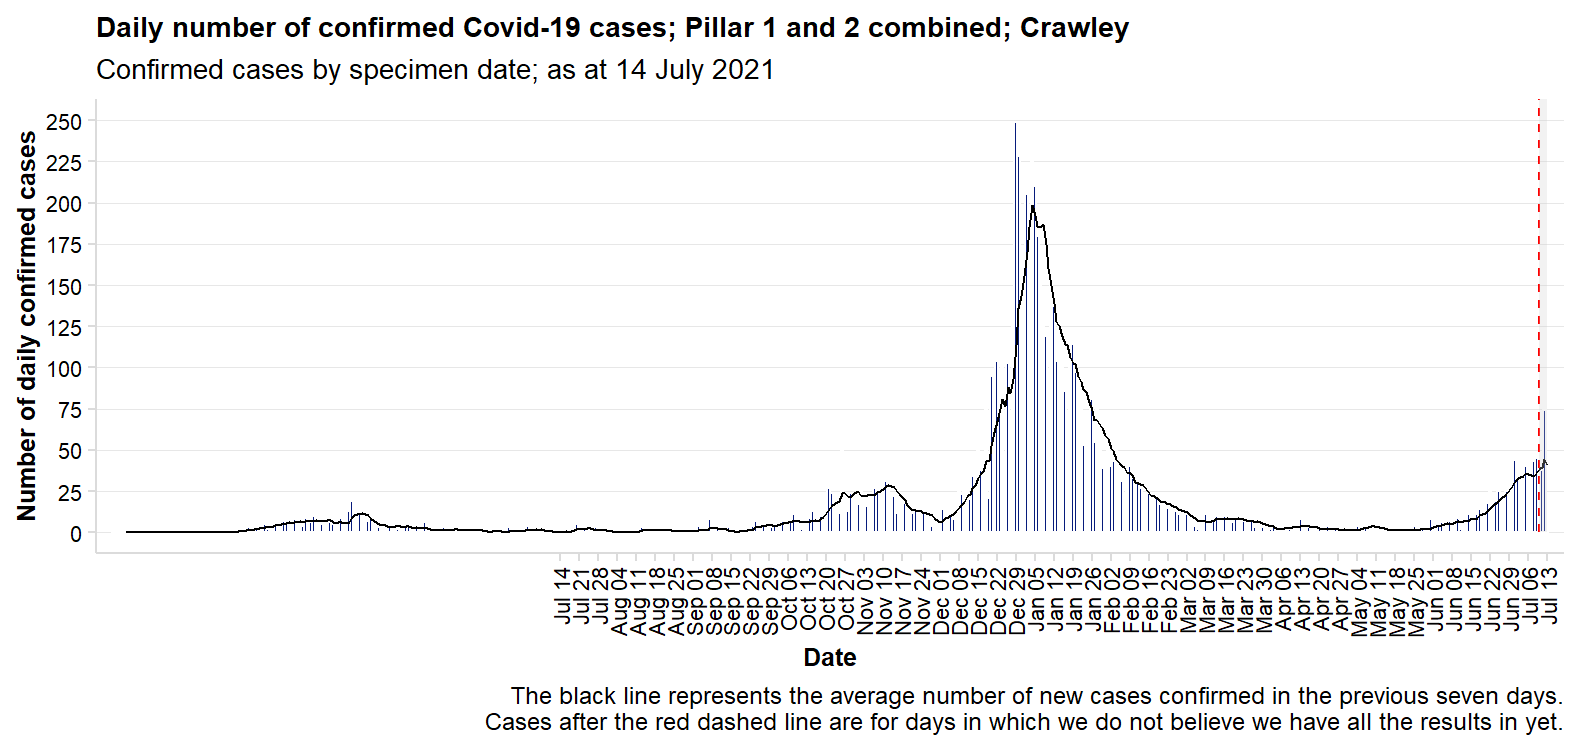 Daily number of confirmed Covid-19 cases; Pillar 1 and 2 combined; Crawley
Confirmed cases by specimen date; as at 14 July 2021
Number of daily confirmed cases
250
225
200
175
150
125
100
75
50
25
0
Jul 14
Jul 21
Jul 28
Aug 04
Aug 11
Aug 18
Aug 25
Sep 01
Sep 08
Sep 15
Sep 22
Sep 29
Oct 06
Oct 13
Oct 20
Oct 27
Nov 03
Nov 10
Nov 17
Nov 24
Dec 01
Dec 08
Dec 15
Dec 22
Dec 29
Jan 05
Jan 12
Jan 19
Jan 26
Feb 02
Feb 09
Feb 16
Feb 23
Mar 02
Mar 09
Mar 16
Mar 23
Mar 30
Apr 06
Apr 13
Apr 20
Apr 27
May 04
May 11
May 18
May 25
Jun 01
Jun 08
Jun 15
Jun 22
Jun 29
Jul 06
Jul 13
Date
The black line represents the average number of new cases confirmed in the previous seven days.
Cases after the red dashed line are for days in which we do not believe we have all the results in yet.